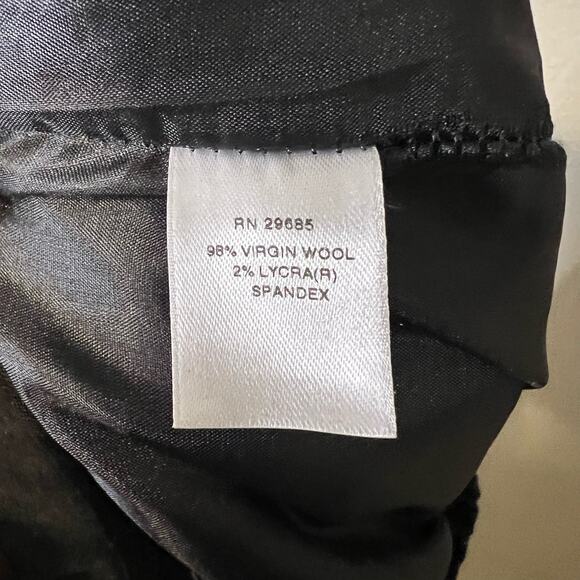 RN 29685
98% VIRGIN WOOL
2% LYCRA(R)
SPANDEX